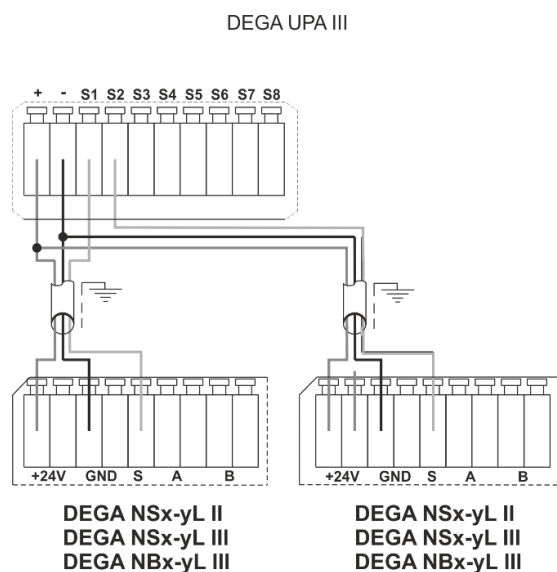 DEGA UPA III
+ - S1 S2 S3 S4 S5 S6 S7 S8
+24V GND S A B
+24V GND S A B
DEGA NSx-yL II
DEGA NSx-yL III
DEGA NBx-yL III
DEGA NSx-yL II
DEGA NSx-yL III
DEGA NBx-yL III